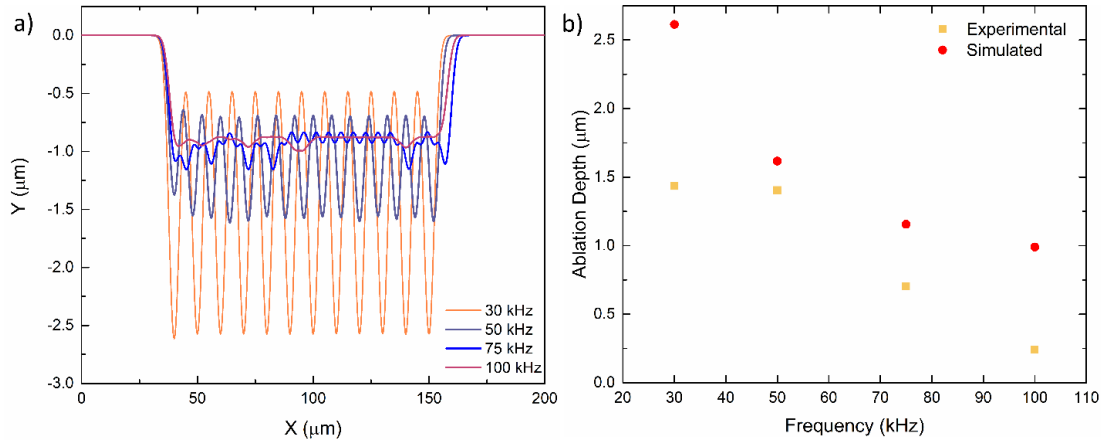 a)
0.0
-0.5
-1.0
-1.5
-2.0
-2.5
-3.0
Y (μm)
0 50 100 150 200
X (μm)
30 kHz
50 kHz
75 kHz
100 kHz
b)
2.5
2.0
1.5
1.0
0.5
0.0
Ablation Depth (μm)
20 30 40 50 60 70 80 90 100 110
Frequency (kHz)
Experimental
Simulated